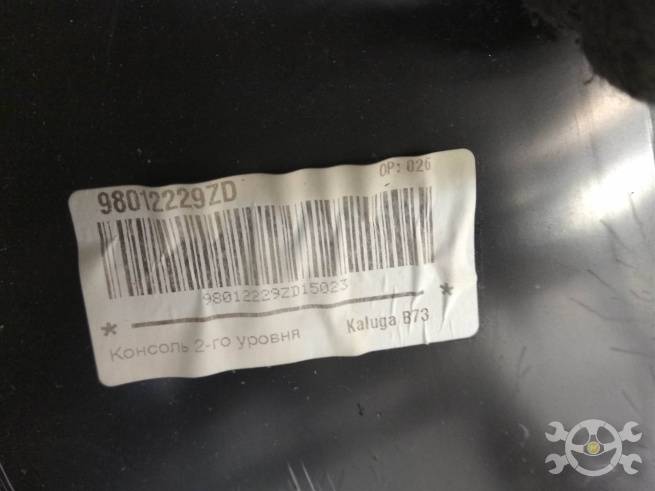 98012229ZD
OP: 026
98012229ZD15023
* *
Консоль 2-го уровня Kaluga B73